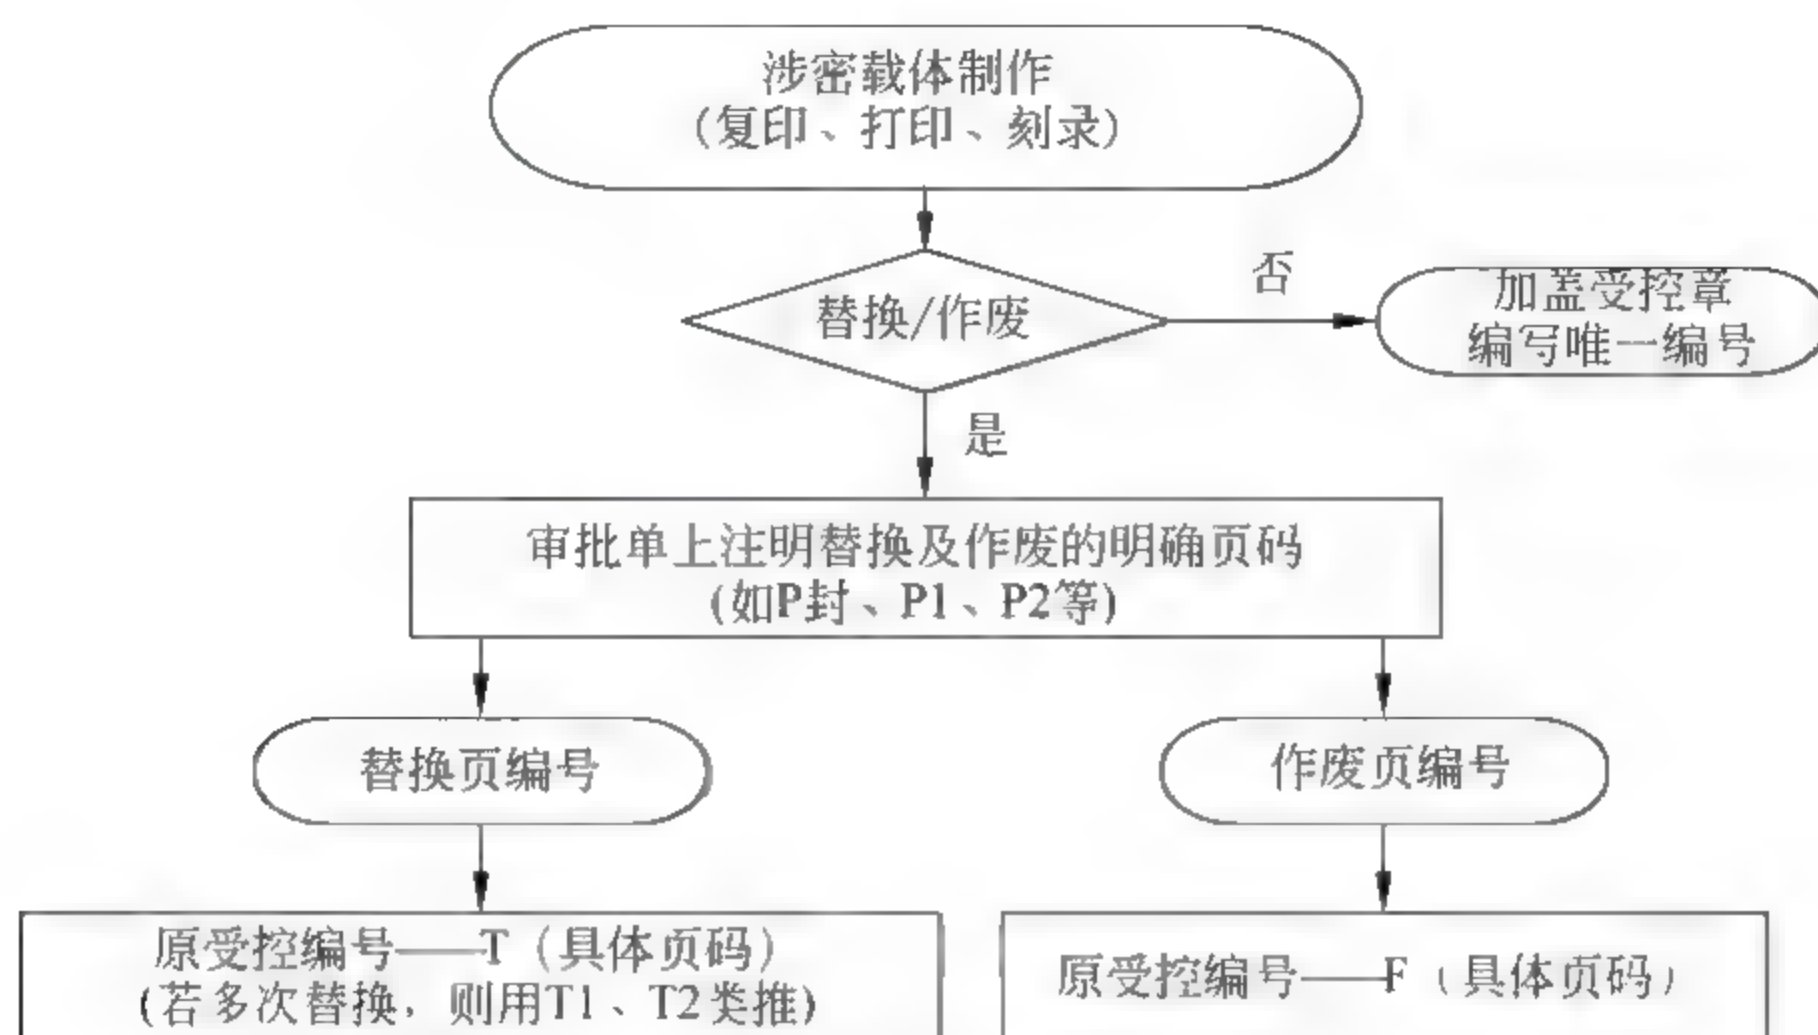 涉密载体制作
(复印、打印、刻录)
替换/作废
否
加盖受控章
编写唯一编号
是
审批单上注明替换及作废的明确页码
(如P封、P1、P2等)
替换页编号
作废页编号
原受控编号——T（具体页码）
(若多次替换，则用T1、T2类推)
原受控编号——F（具体页码）